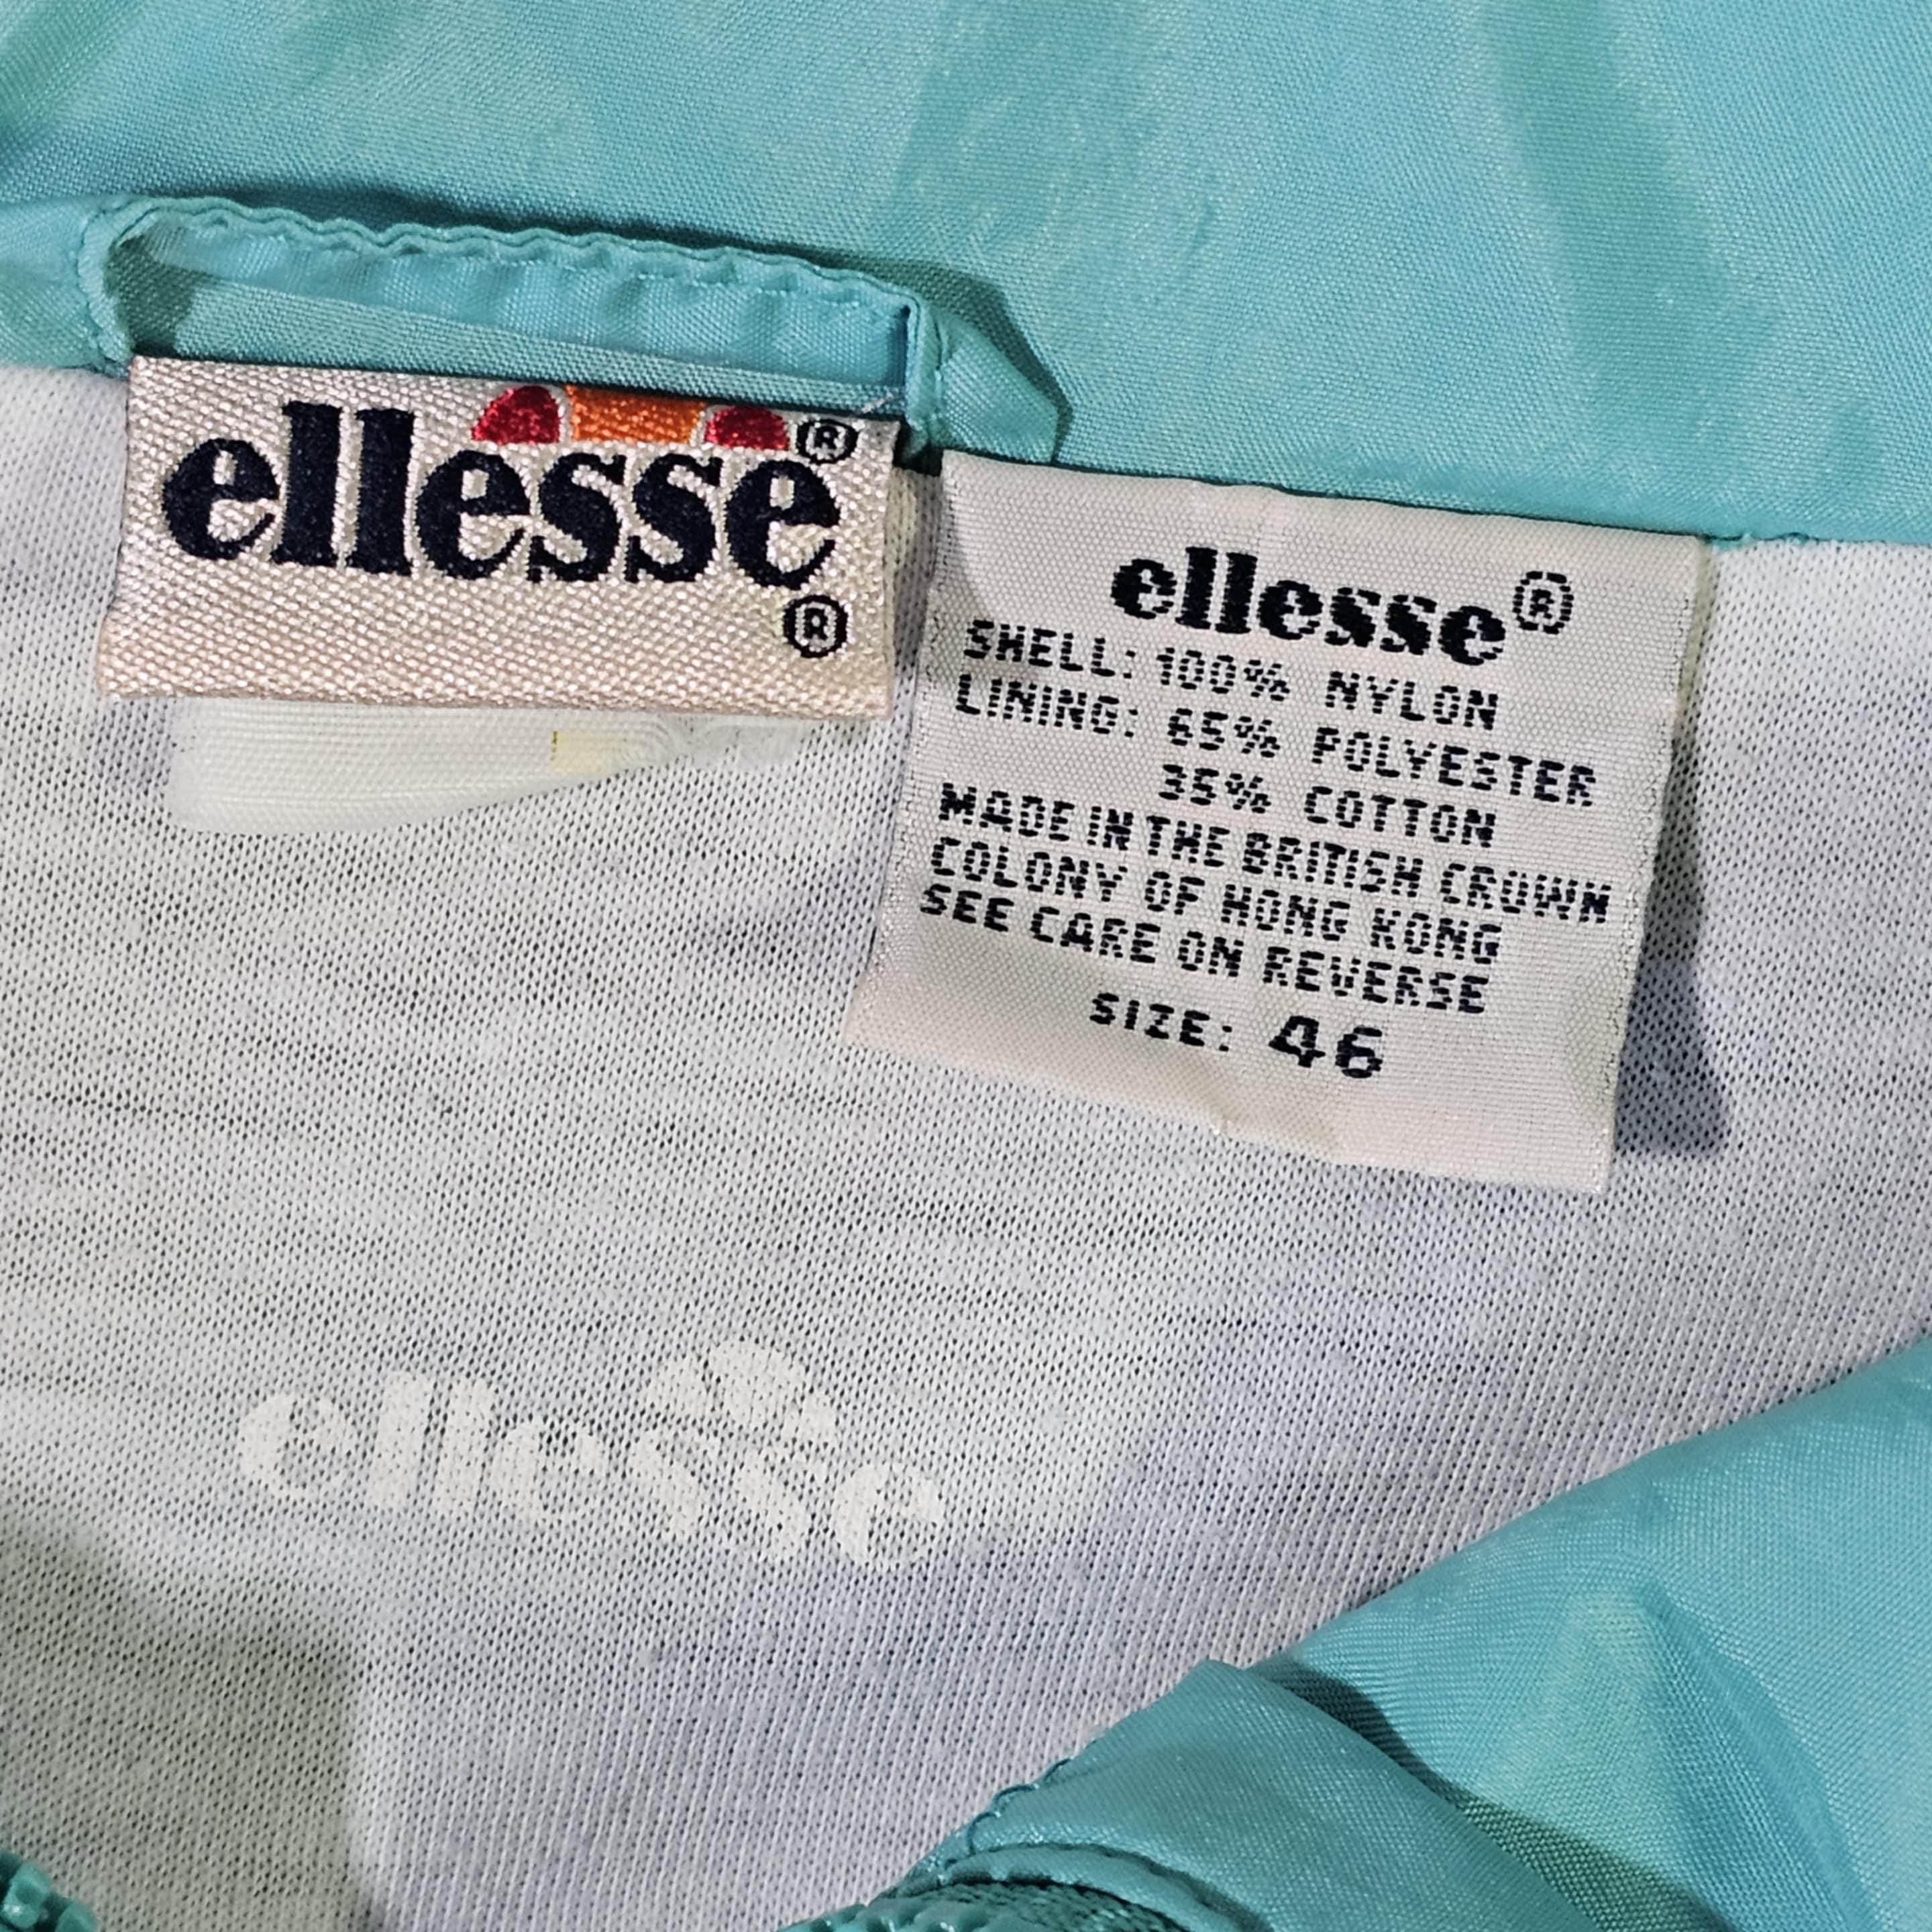 ellesse®
®
ellesse®
SHELL: 100% NYLON
LINING: 65% POLYESTER
35% COTTON
MADE IN THE BRITISH CROWN
COLONY OF HONG KONG
SEE CARE ON REVERSE
SIZE: 46
ellesse